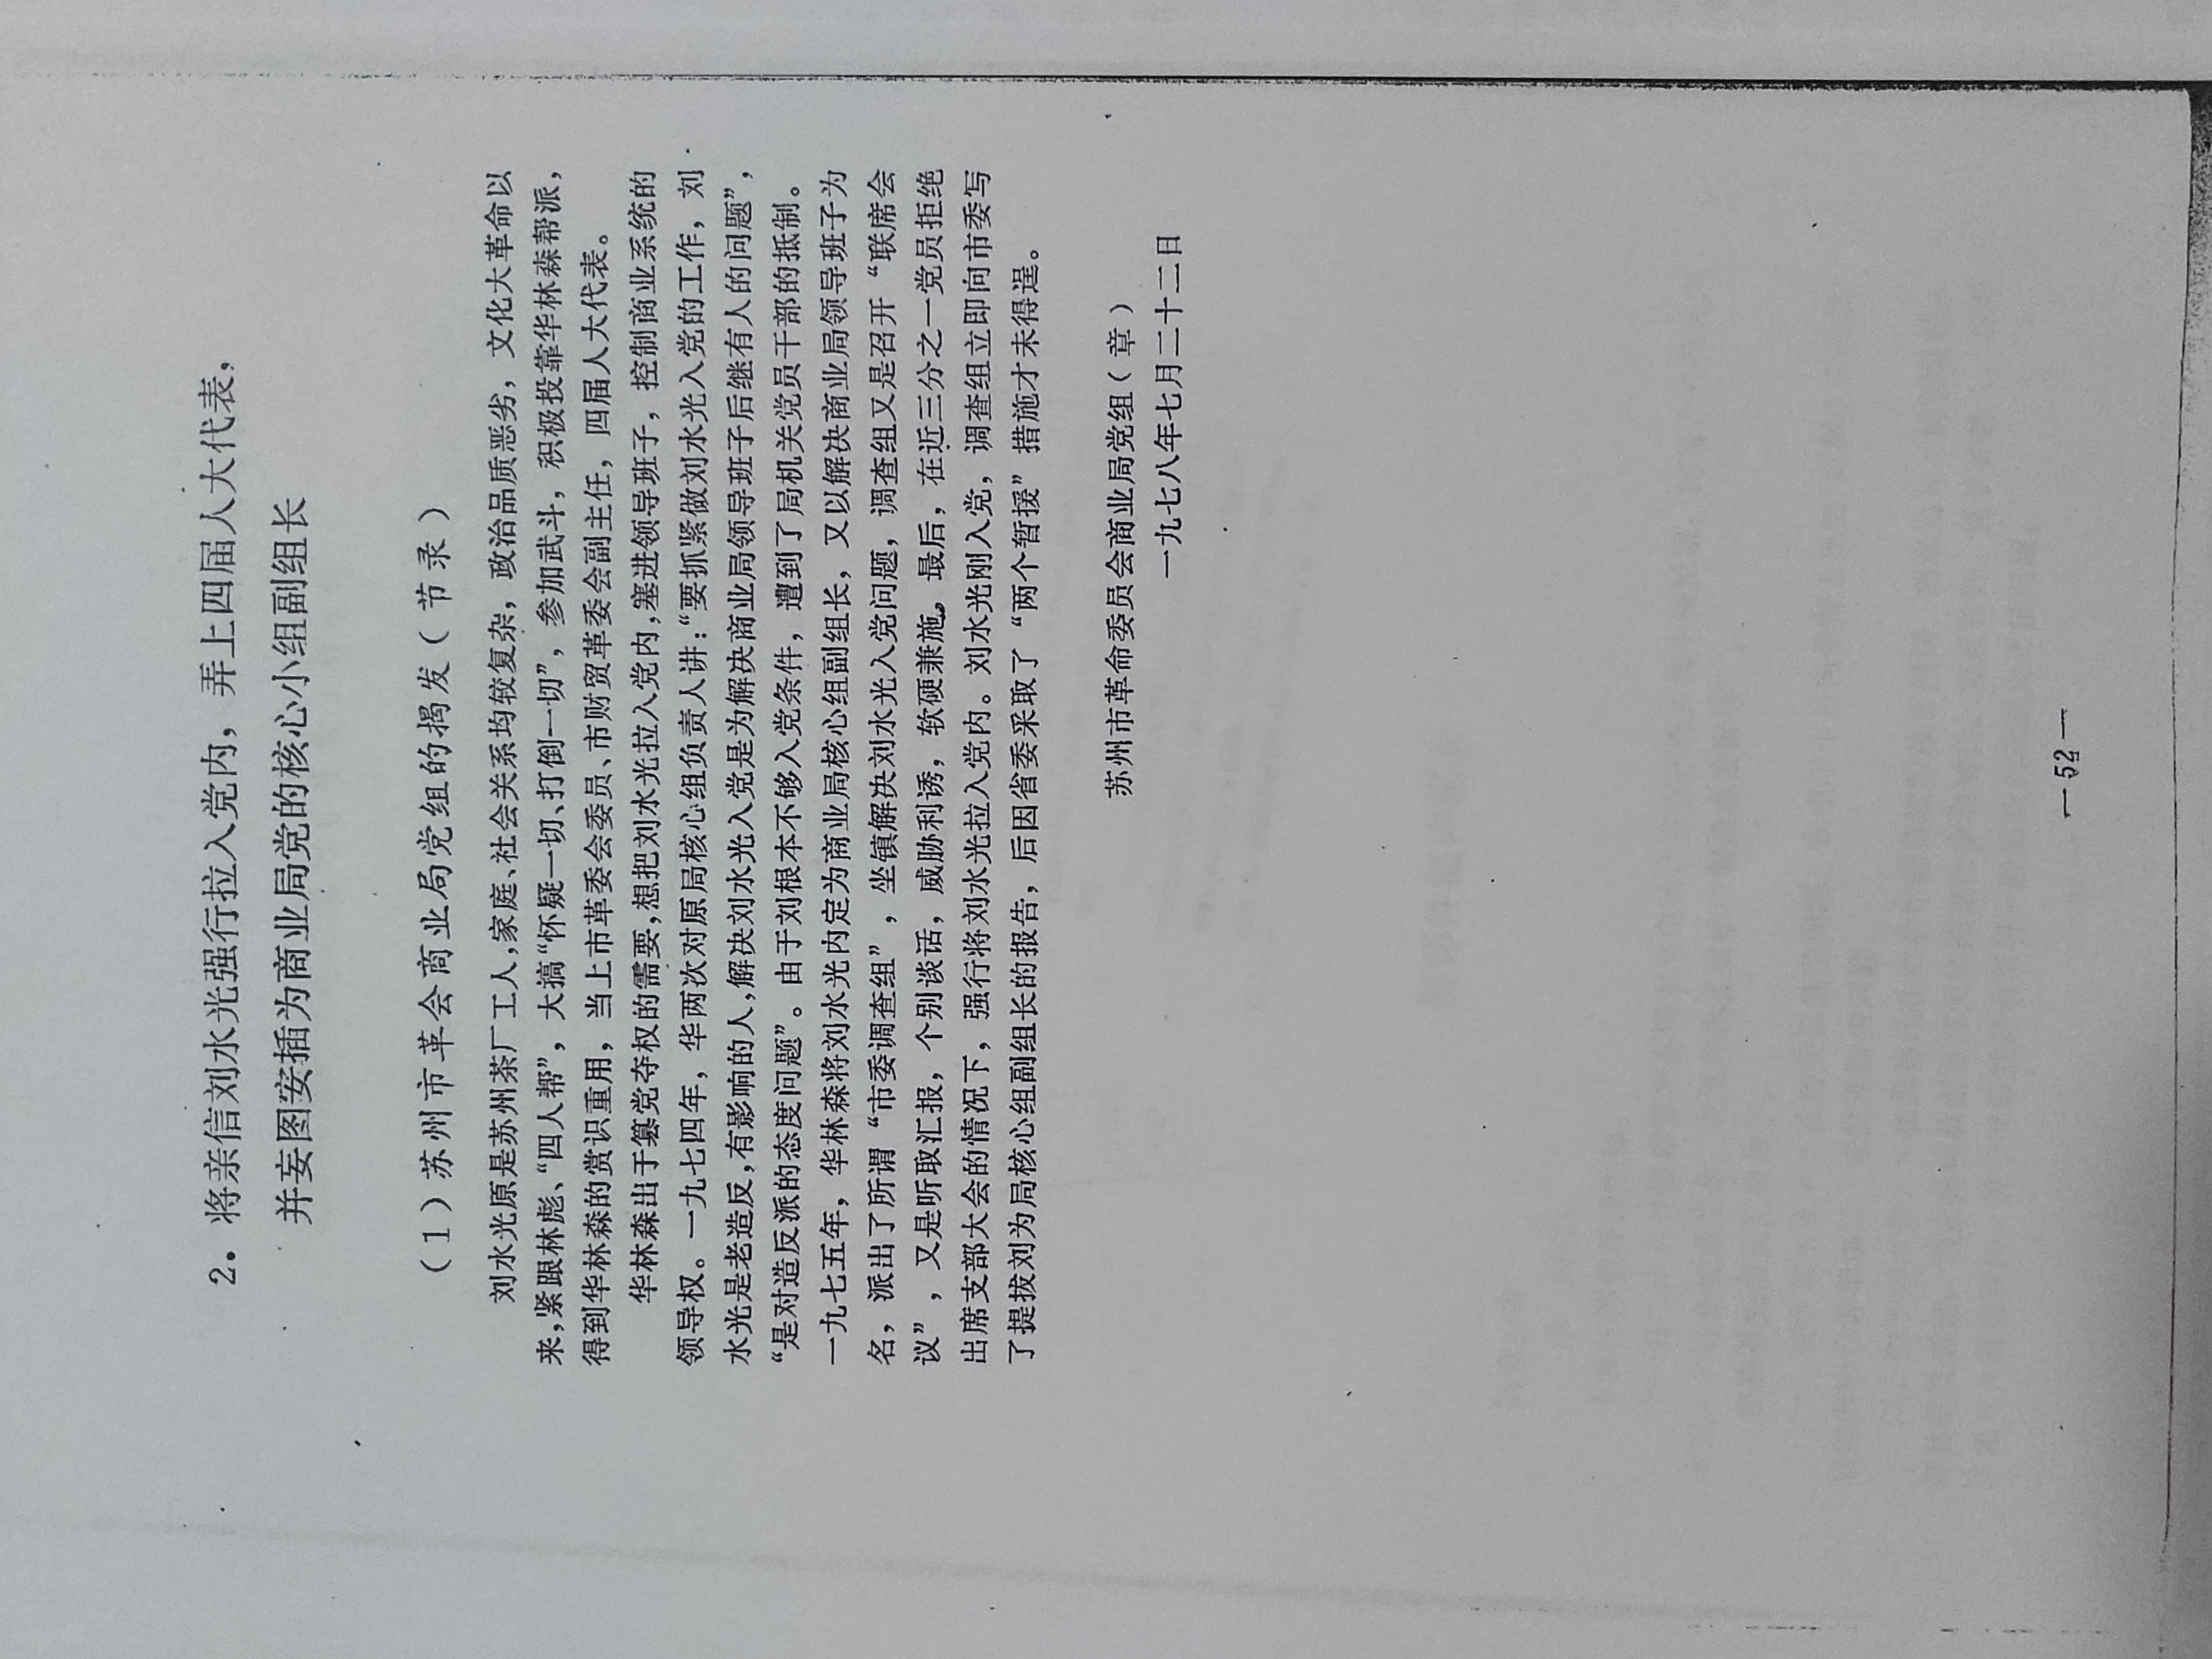 2. 将亲信刘水光强行拉入党内，弄上四届人大代表，
并妄图安插为商业局党的核心小组副组长
（1）苏州市革会商业局党组的揭发（节录）
刘水光原是苏州茶厂工人，家庭、社会关系均较复杂，政治品质恶劣，文化大革命以
来，紧跟林彪、“四人帮”，大搞“怀疑一切、打倒一切”，参加武斗，积极投靠华林森帮派，
得到华林森的赏识重用，当上市革委会委员、市财贸革委会副主任，四届人大代表。
华林森出于篡党夺权的需要，想把刘水光拉入党内，塞进领导班子，控制商业系统的
领导权。一九七四年，华两次对原局核心组负责人讲：“要抓紧做刘水光入党的工作，刘
水光是老造反，有影响的人，解决刘水光入党是为解决商业局领导班子后继有人的问题”，
“是对造反派的态度问题”。由于刘根本不够入党条件，遭到了局机关党员干部的抵制。
一九七五年，华林森将刘水光内定为商业局核心组副组长，又以解决商业局领导班子为
名，派出了所谓“市委调查组”，坐镇解决刘水光入党问题，调查组又是召开“联席会
议”，又是听取汇报，个别谈话，威胁利诱，软硬兼施。最后，在近三分之一党员拒绝
出席支部大会的情况下，强行将刘水光拉入党内。刘水光刚入党，调查组立即向市委写
了提拔刘为局核心组副组长的报告，后因省委采取了“两个暂援”措施才未得逞。
苏州市革命委员会商业局党组（章）
一九七八年七月二十二日
—52—